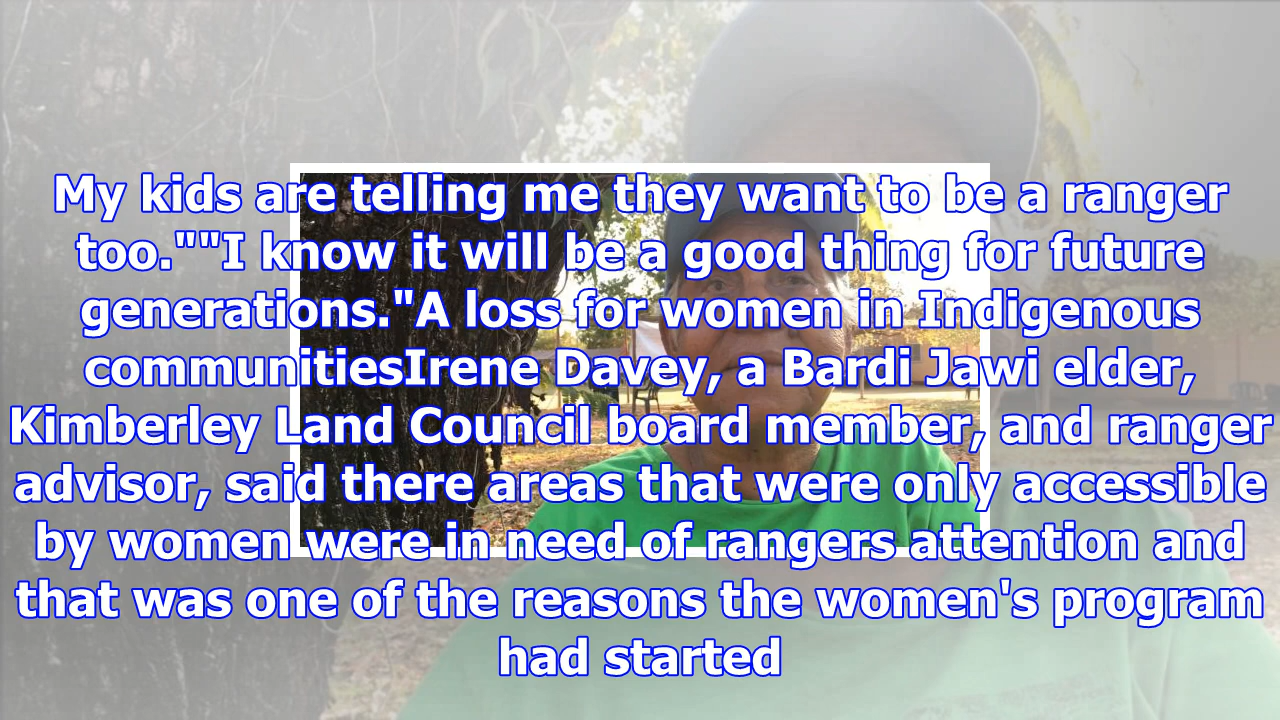 My kids are telling me they want to be a ranger
too.""I know it will be a good thing for future
generations."A loss for women in Indigenous
communitiesIrene Davey, a Bardi Jawi elder,
Kimberley Land Council board member, and ranger
advisor, said there areas that were only accessible
by women were in need of rangers attention and
that was one of the reasons the women's program
had started